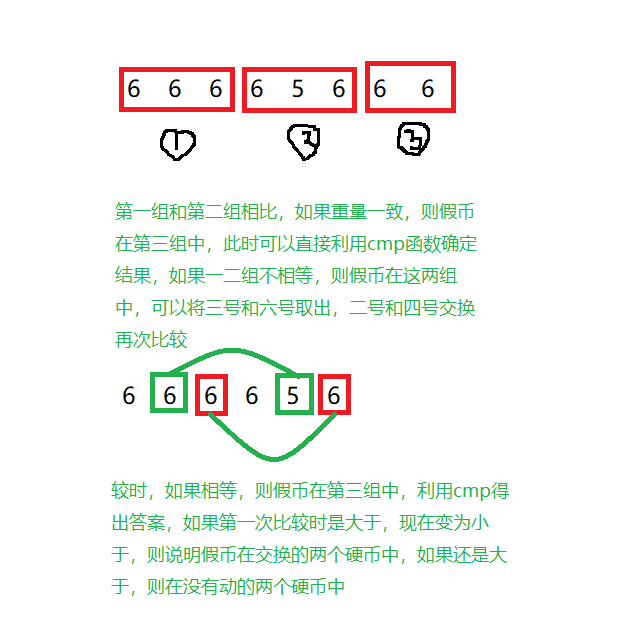 6 6 6 6 5 6 6 6
1 2 3
第一组和第二组相比，如果重量一致，则假币
在第三组中，此时可以直接利用cmp函数确定
结果，如果一二组不相等，则假币在这两组
中，可以将三号和六号取出，二号和四号交换
再次比较
6 6 6 6 5 6
较时，如果相等，则假币在第三组中，利用cmp得
出答案，如果第一次比较时是大于，现在变为小
于，则说明假币在交换的两个硬币中，如果还是大
于，则在没有动的两个硬币中